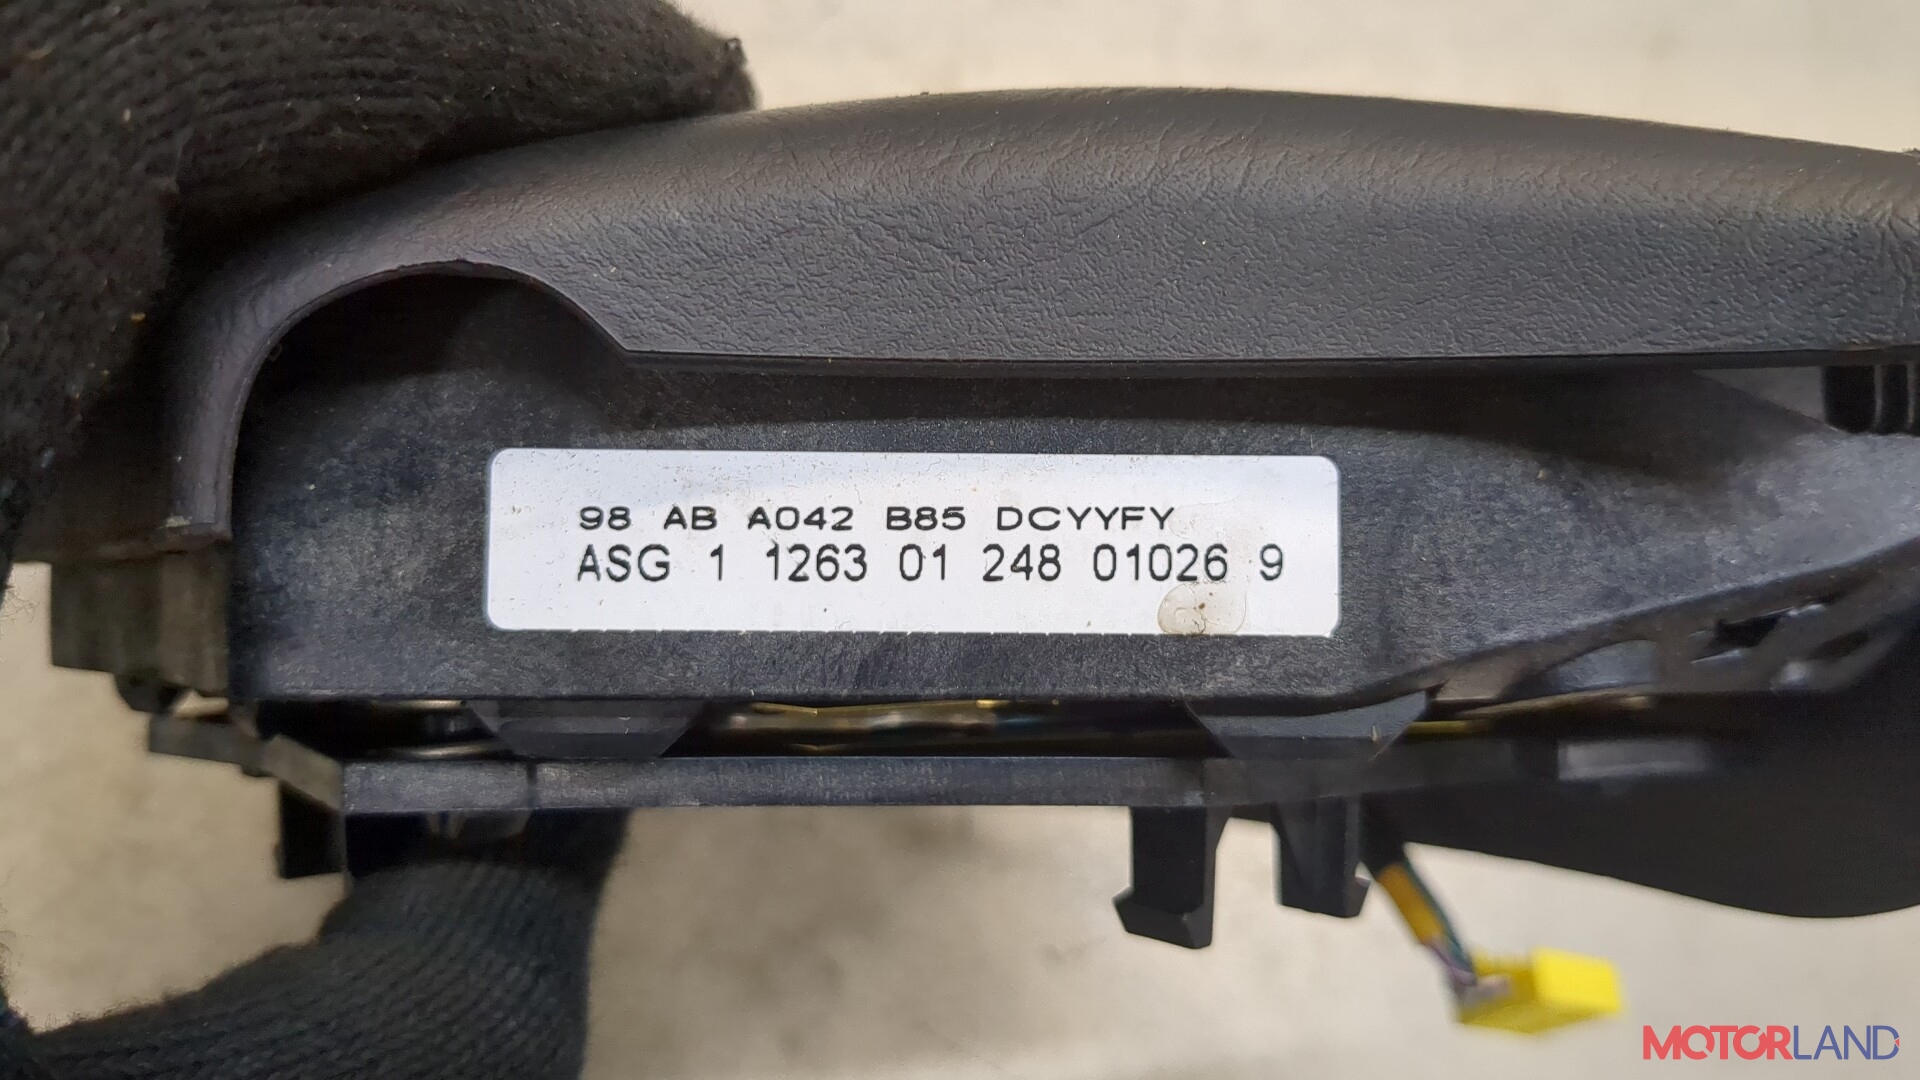 98 AB A042 B85 DCYYFY
ASG 1 1263 01 248 01026 9
MOTORLAND